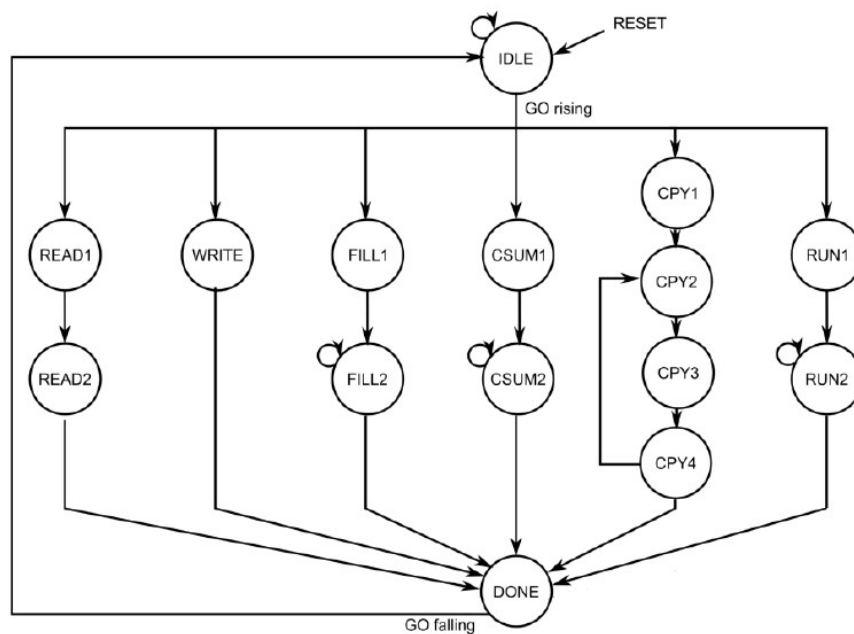 RESET
IDLE
GO rising
CPY1
READ1 WRITE FILL1 CSUM1 RUN1
CPY2
READ2 FILL2 CSUM2 CPY3 RUN2
CPY4
DONE
GO falling